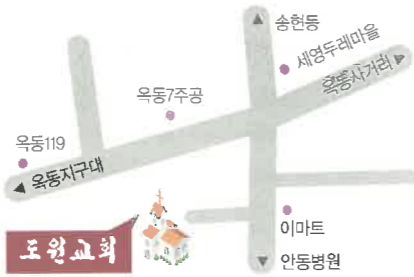 송현동
세영두레마을
옥동사거리
옥동7주공
옥동119
옥동지구대
도원교회
이마트
안동병원